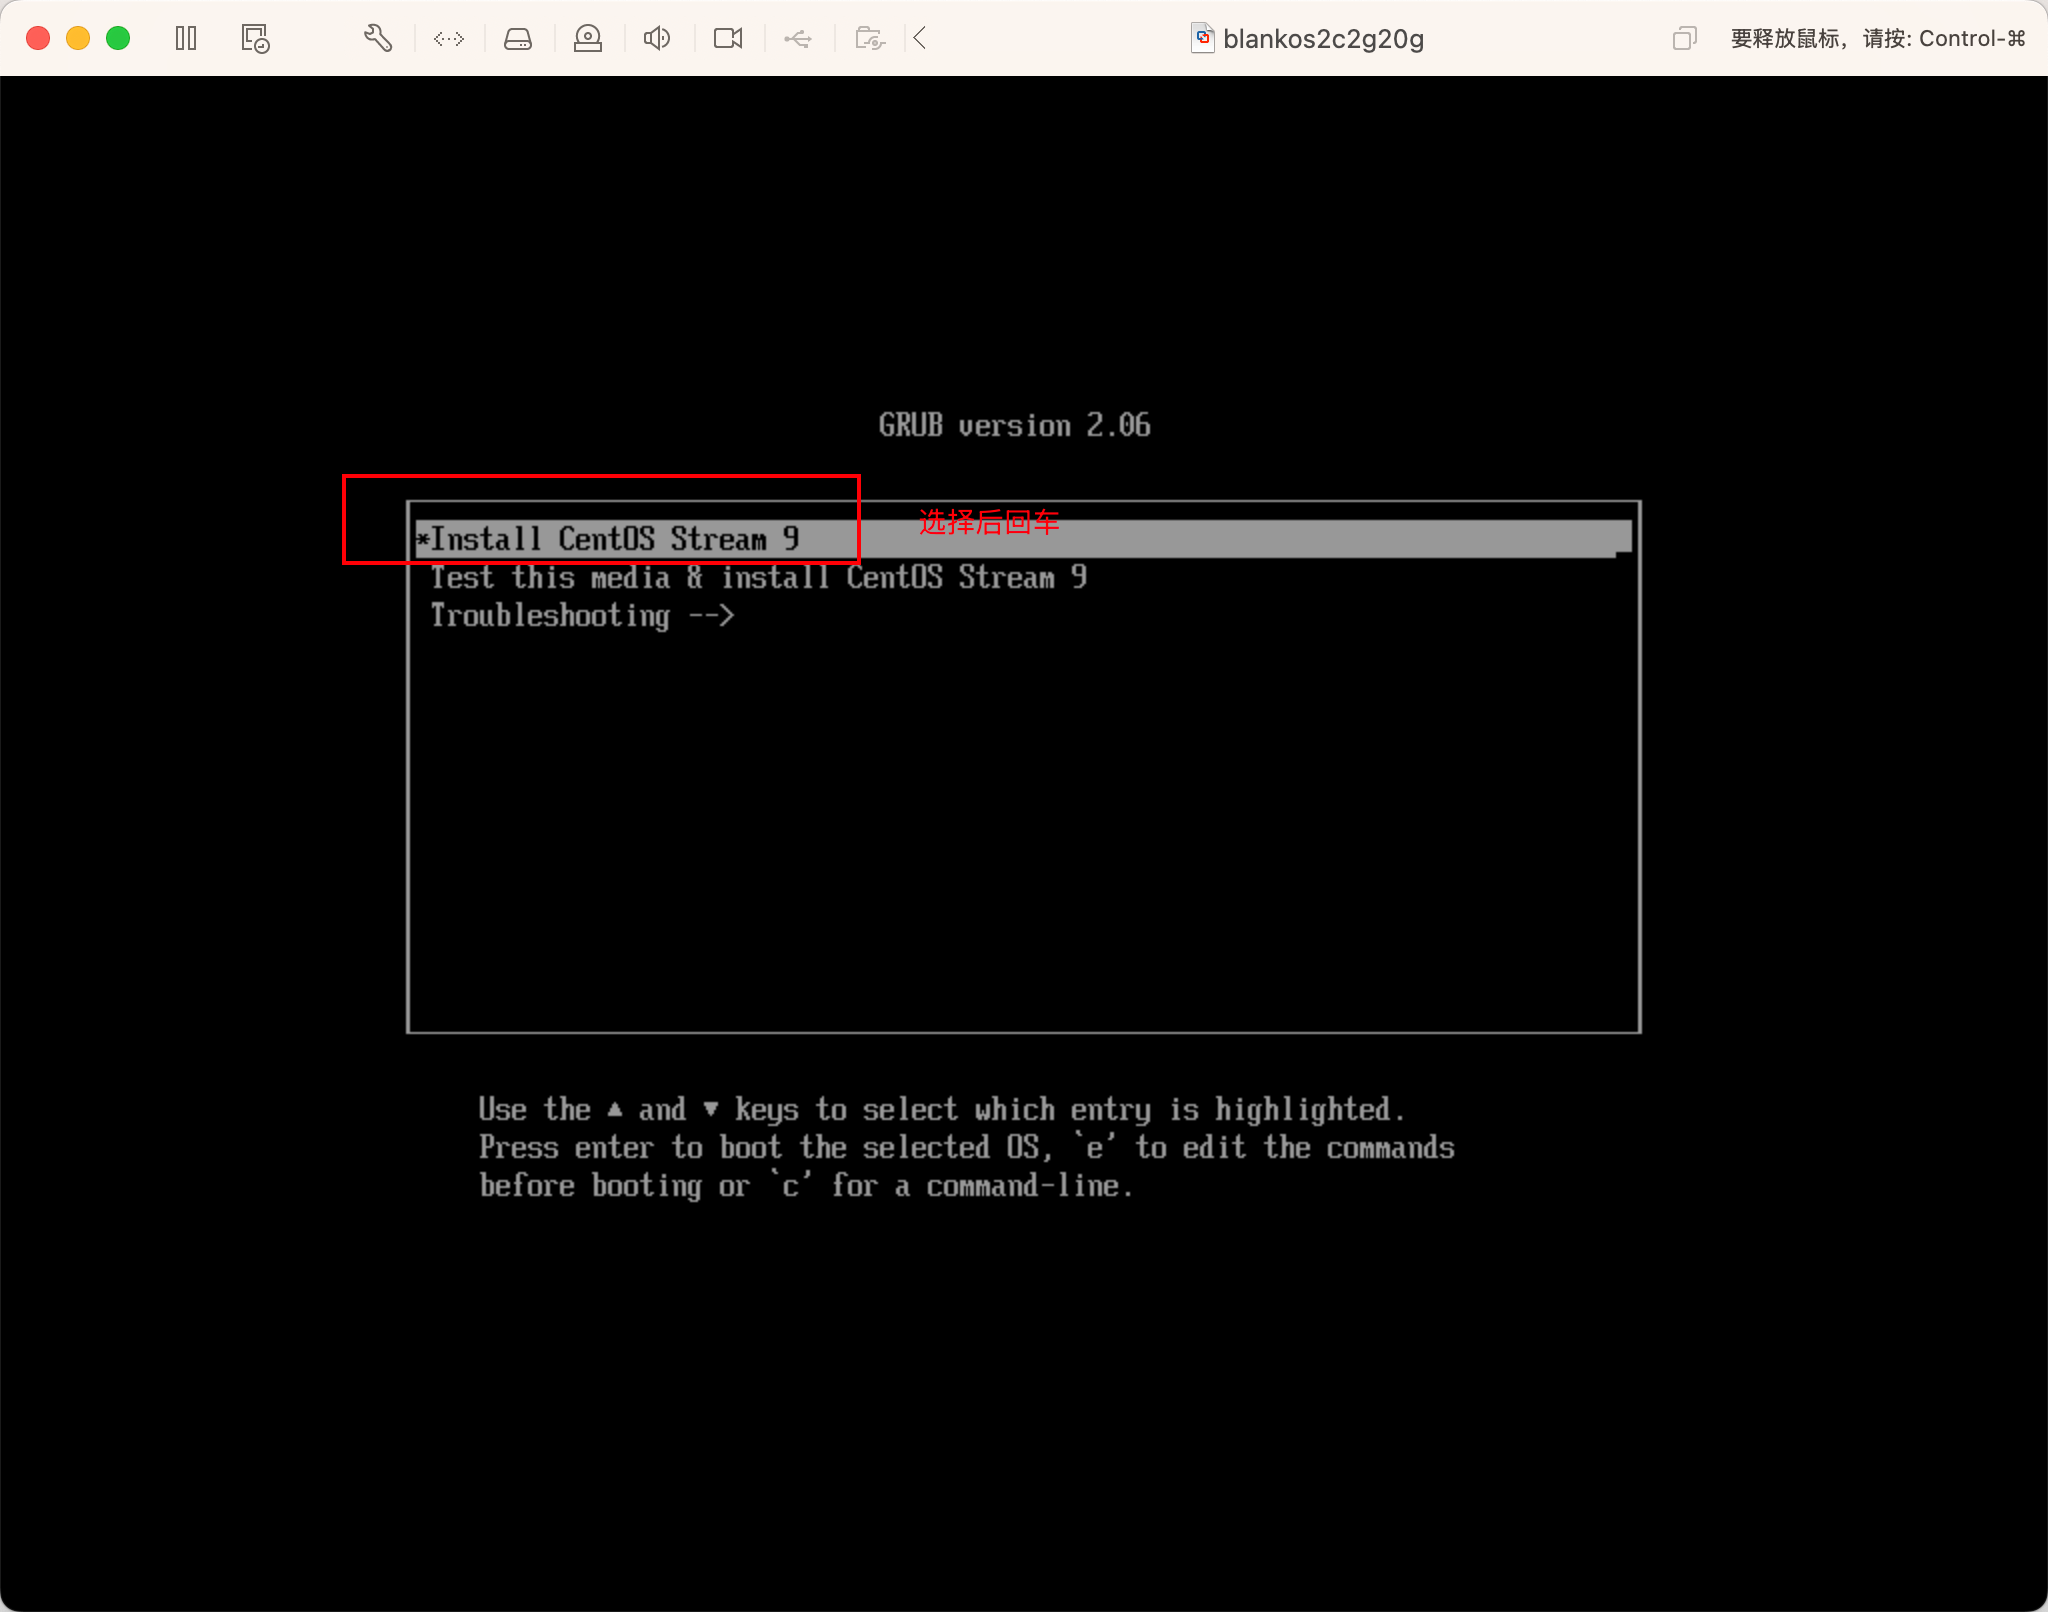 blankos2c2g20g
要释放鼠标，请按: Control-⌘
GRUB version 2.06
*Install CentOS Stream 9
选择后回车
Test this media & install CentOS Stream 9
Troubleshooting -->
Use the ▲ and ▼ keys to select which entry is highlighted.
Press enter to boot the selected OS, `e' to edit the commands
before booting or `c' for a command-line.